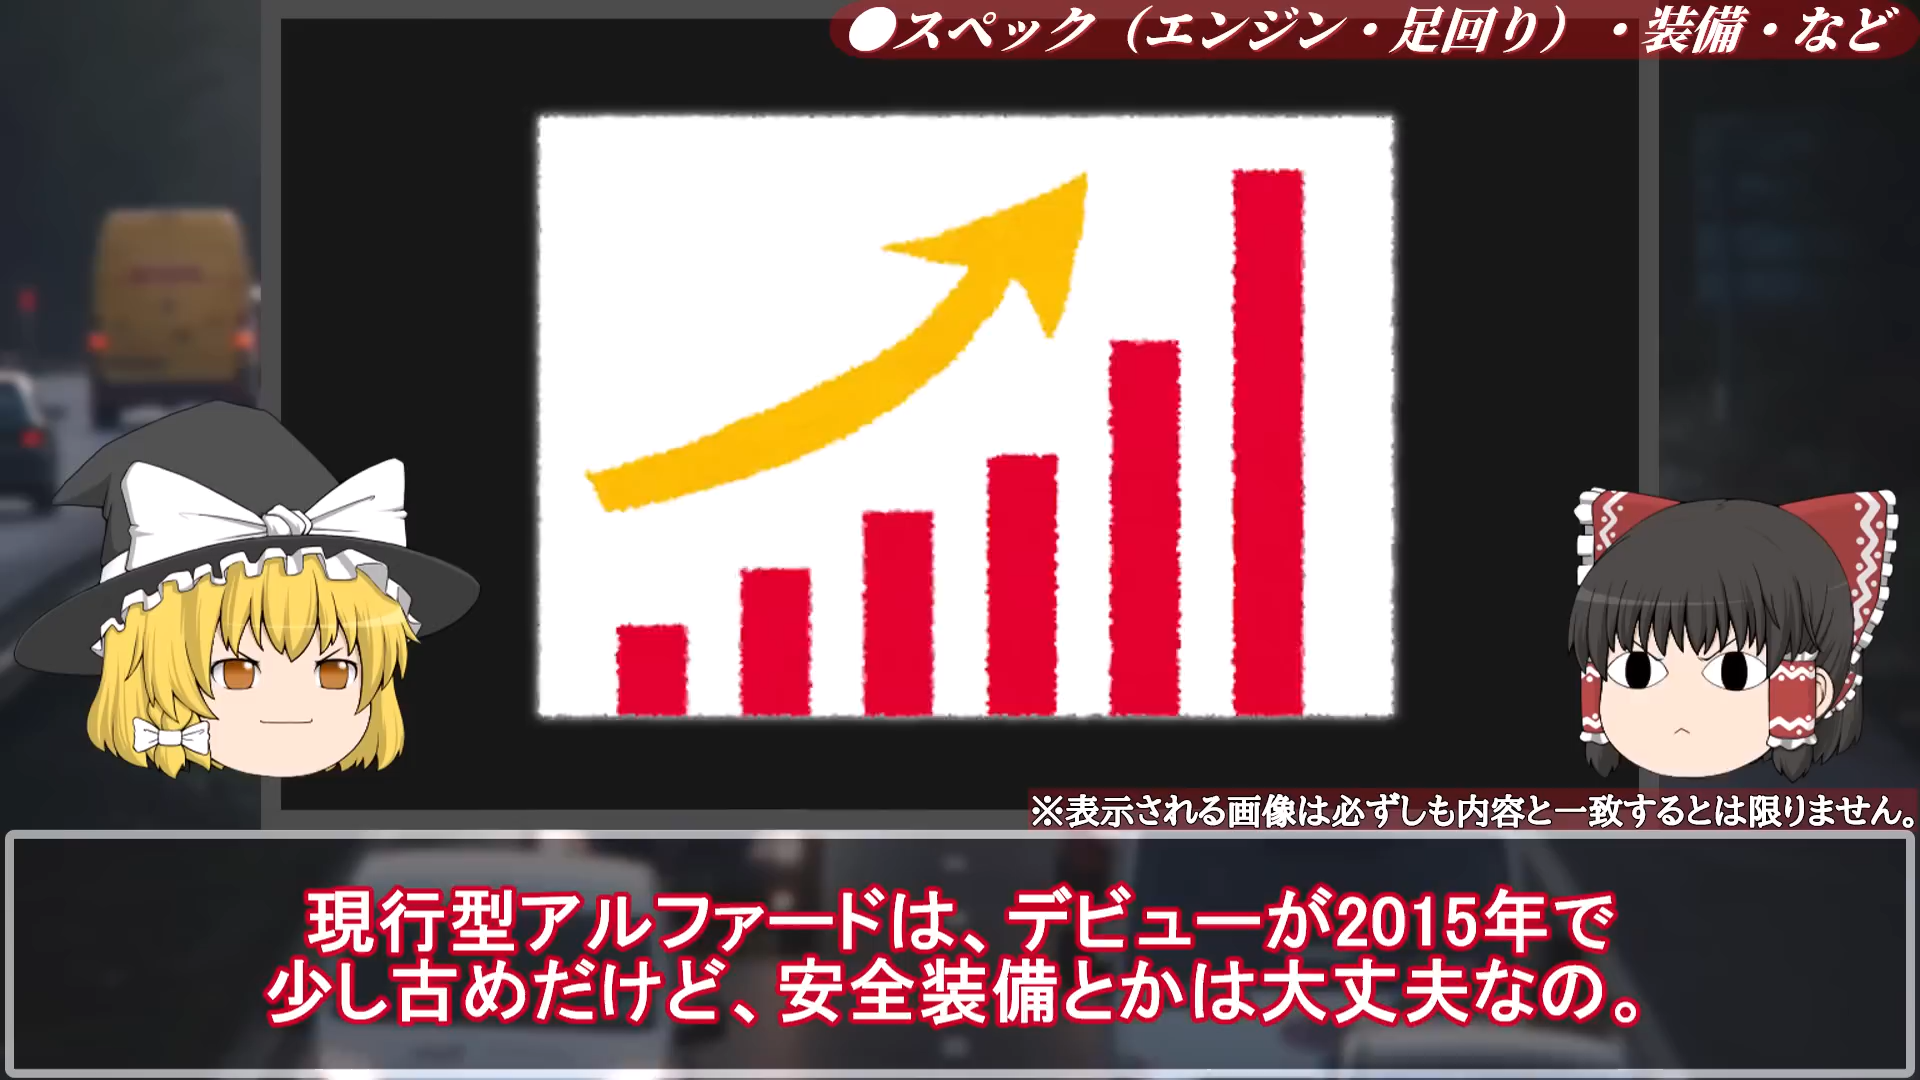 ●スペック（エンジン・足回り）・装備・など
※表示される画像は必ずしも内容と一致するとは限りません。
現行型アルファードは、デビューが2015年で
少し古めだけど、安全装備とかは大丈夫なの。